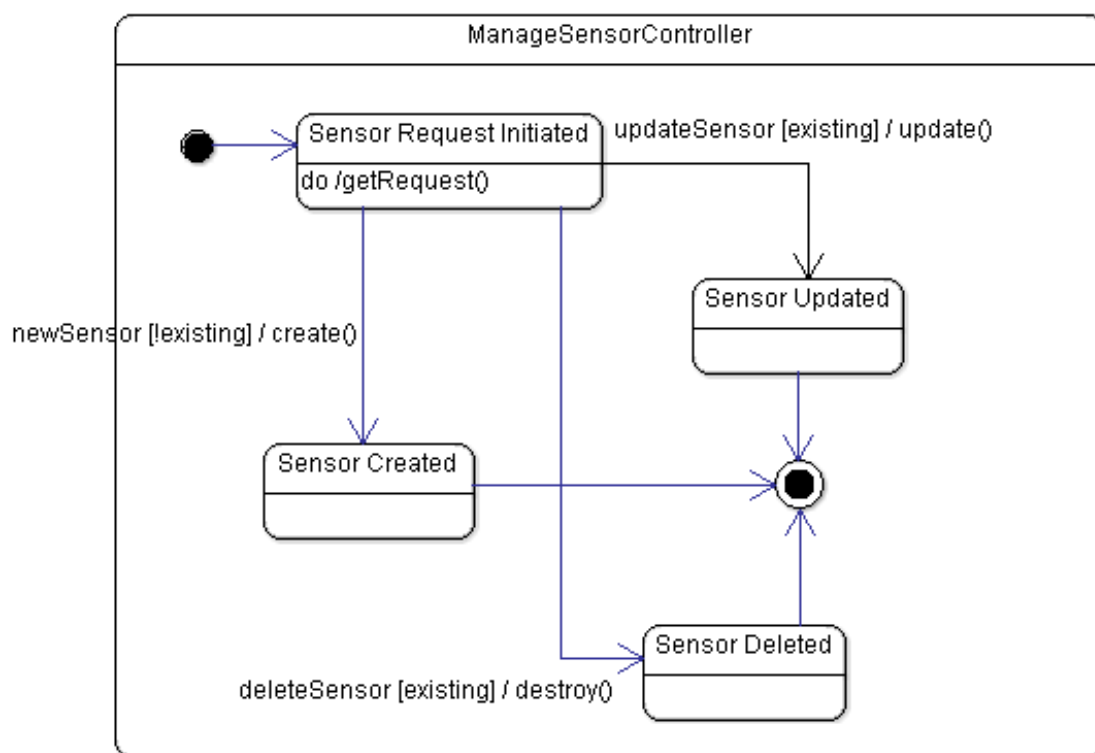 ManageSensorController
Sensor Request Initiated
updateSensor [existing] / update()
do /getRequest()
Sensor Updated
newSensor [!existing] / create()
Sensor Created
Sensor Deleted
deleteSensor [existing] / destroy()